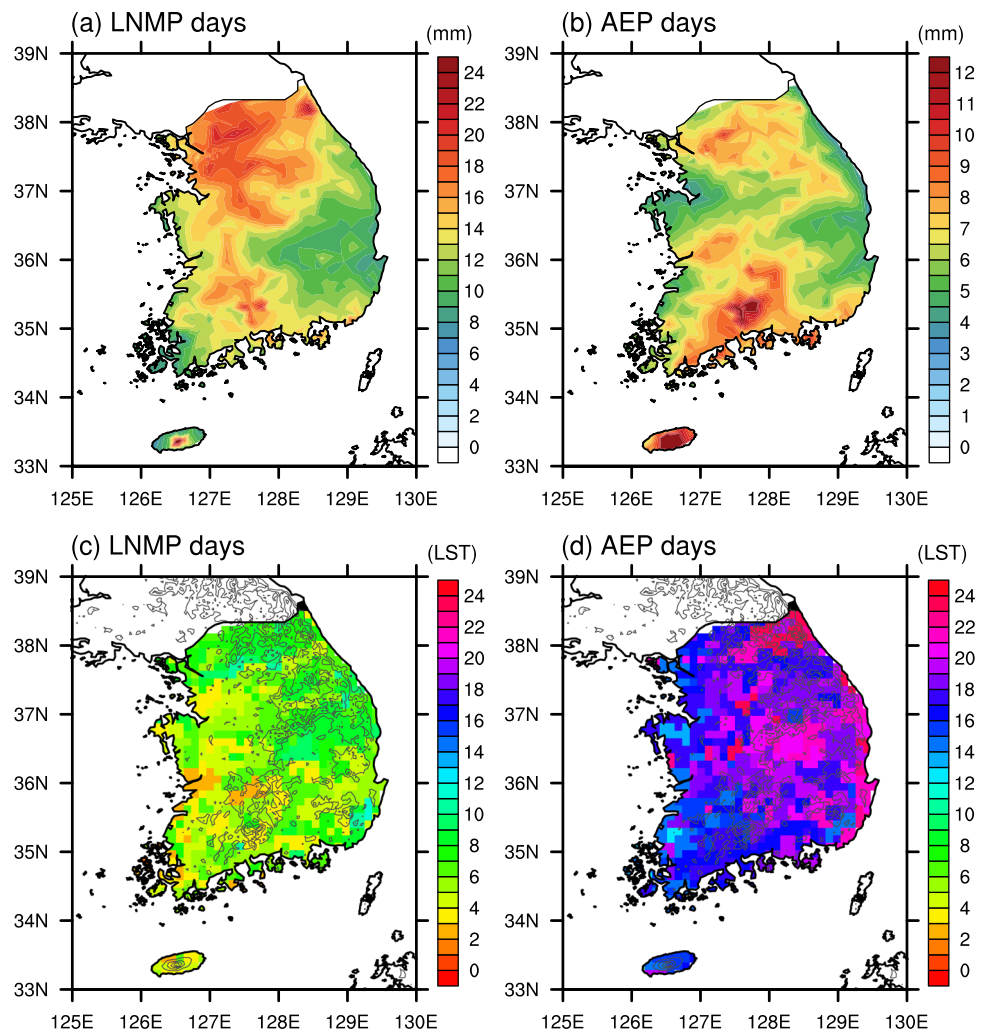 (a) LNMP days
(mm)
39N
38N
37N
36N
35N
34N
33N
125E 126E 127E 128E 129E 130E
24
22
20
18
16
14
12
10
8
6
4
2
0
(b) AEP days
(mm)
39N
38N
37N
36N
35N
34N
33N
125E 126E 127E 128E 129E 130E
12
11
10
9
8
7
6
5
4
3
2
1
0
(c) LNMP days
(LST)
39N
38N
37N
36N
35N
34N
33N
125E 126E 127E 128E 129E 130E
24
22
20
18
16
14
12
10
8
6
4
2
0
(d) AEP days
(LST)
39N
38N
37N
36N
35N
34N
33N
125E 126E 127E 128E 129E 130E
24
22
20
18
16
14
12
10
8
6
4
2
0